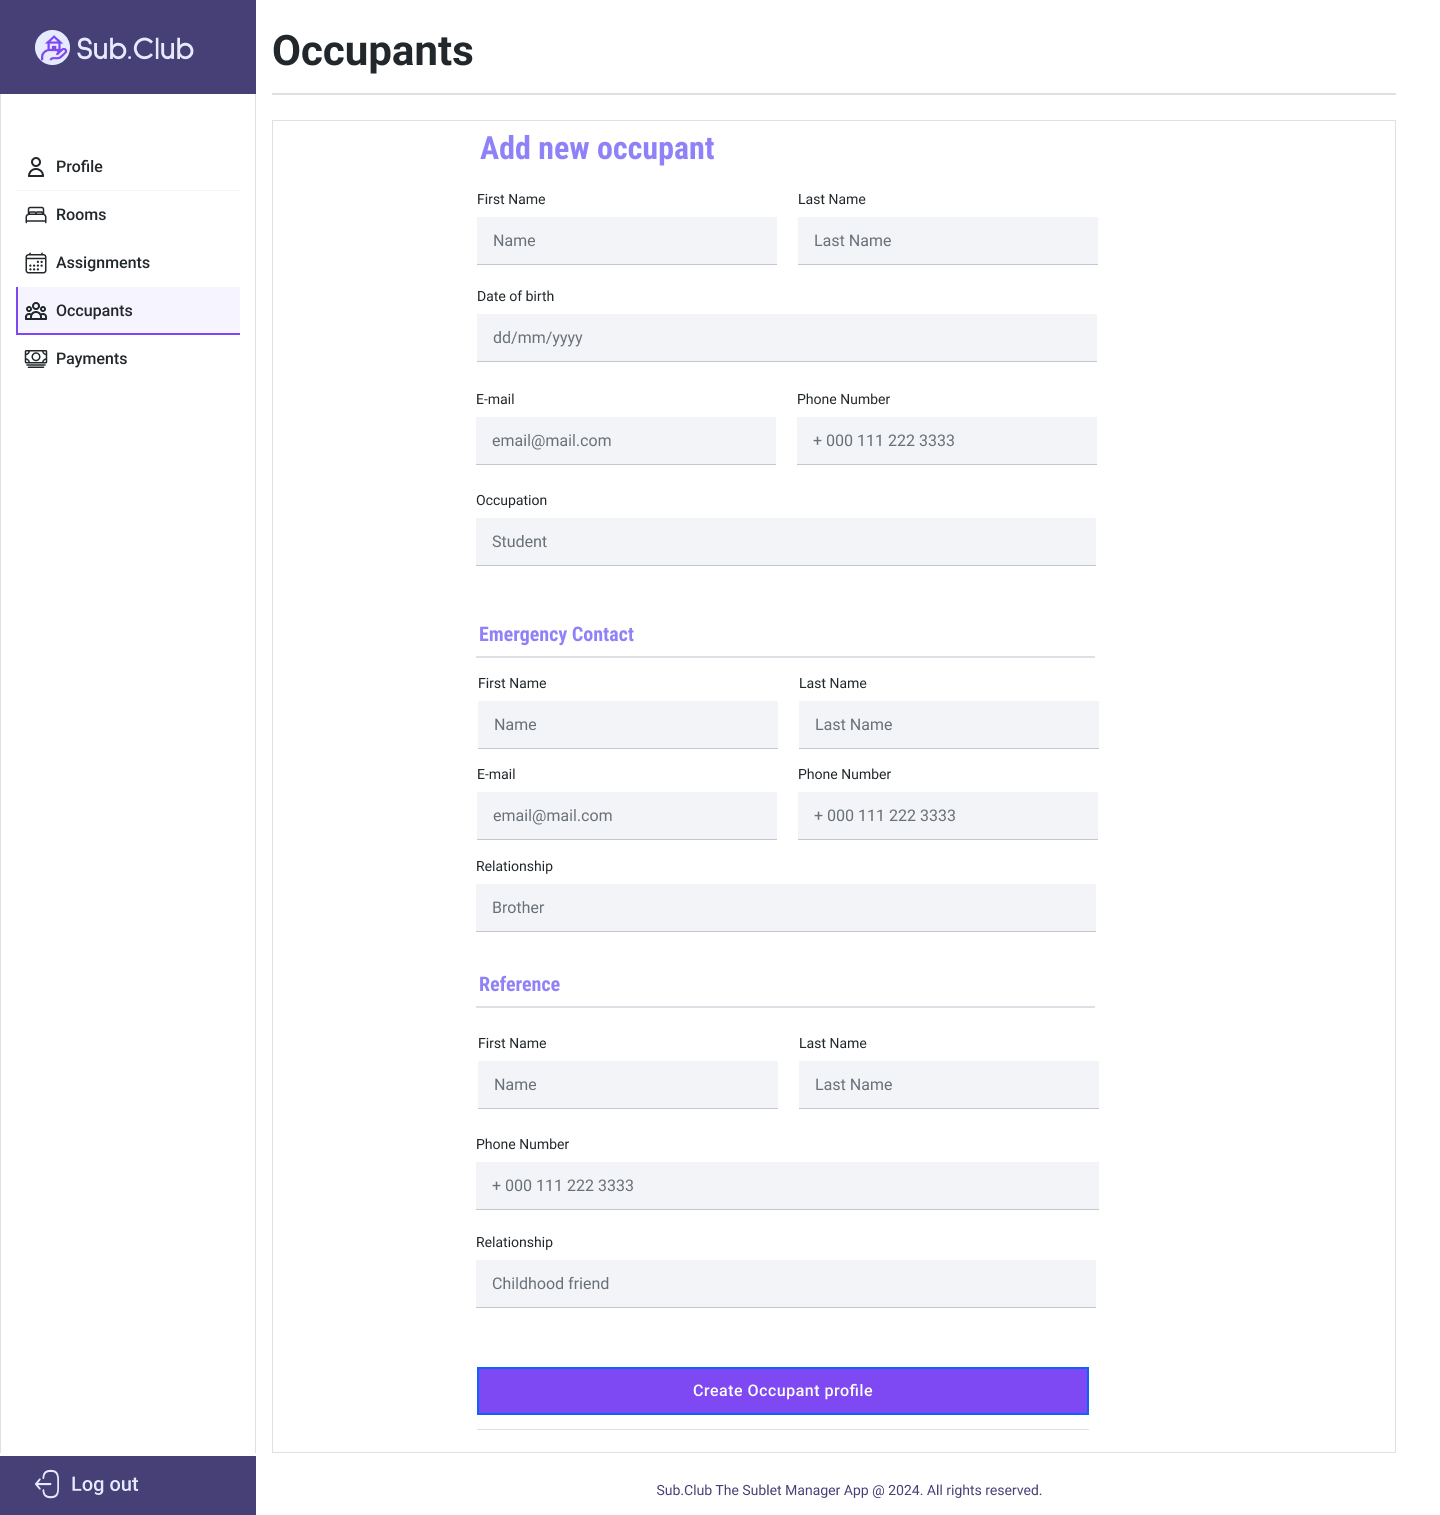 Sub.Club
Occupants
Profile
Rooms
Assignments
Occupants
Payments
Add new occupant
First Name
Last Name
Name
Last Name
Date of birth
dd/mm/yyyy
E-mail
Phone Number
email@mail.com
+ 000 111 222 3333
Occupation
Student
Emergency Contact
First Name
Last Name
Name
Last Name
E-mail
Phone Number
email@mail.com
+ 000 111 222 3333
Relationship
Brother
Reference
First Name
Last Name
Name
Last Name
Phone Number
+ 000 111 222 3333
Relationship
Childhood friend
Create Occupant profile
Log out
Sub.Club The Sublet Manager App @ 2024. All rights reserved.